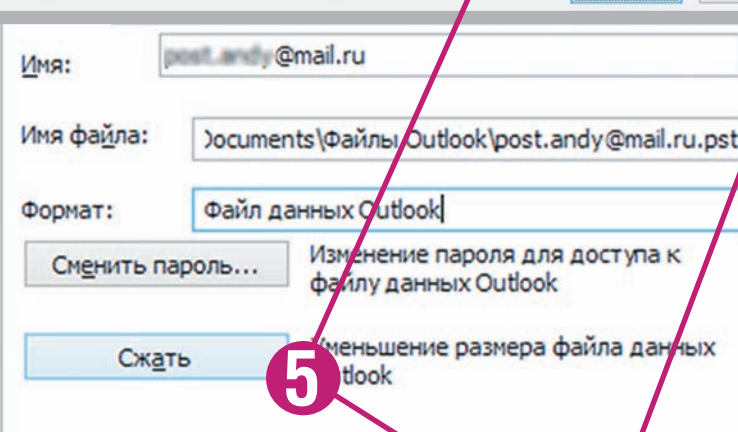 Имя: @mail.ru
Имя файла: Documents\Файлы Outlook\post.andy@mail.ru.pst
Формат: Файл данных Outlook
Сменить пароль... Изменение пароля для доступа к
файлу данных Outlook
Сжать Уменьшение размера файла данных
Outlook
5